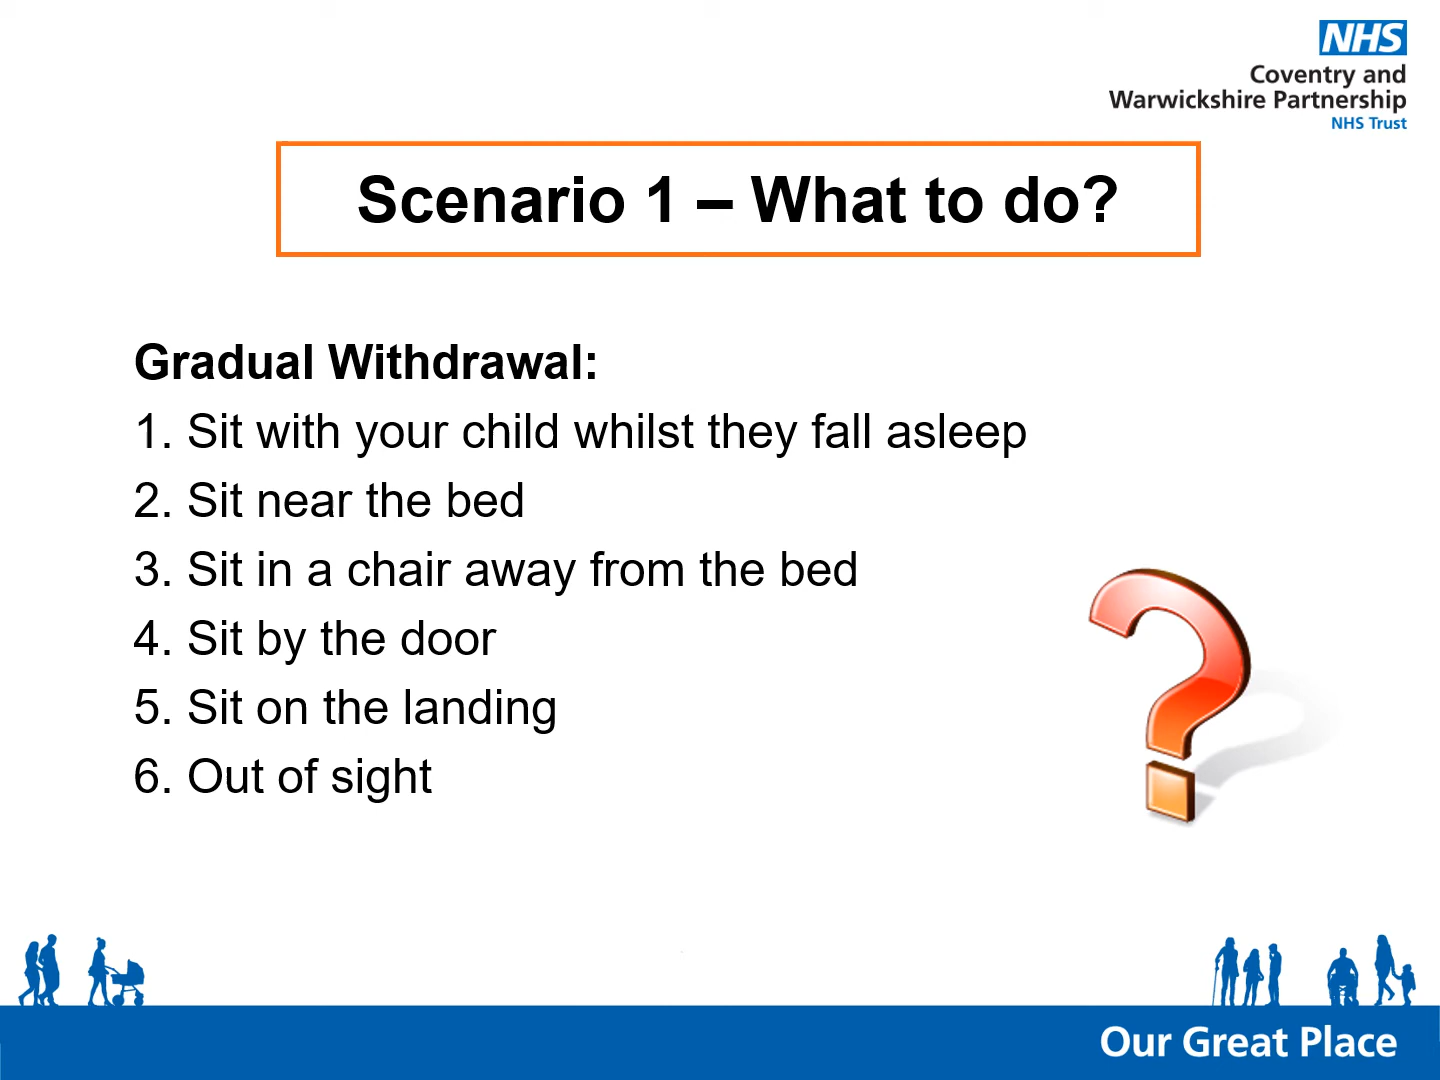 NHS
Coventry and
Warwickshire Partnership
NHS Trust
Scenario 1 – What to do?
Gradual Withdrawal:
1. Sit with your child whilst they fall asleep
2. Sit near the bed
3. Sit in a chair away from the bed
4. Sit by the door
5. Sit on the landing
6. Out of sight
Our Great Place